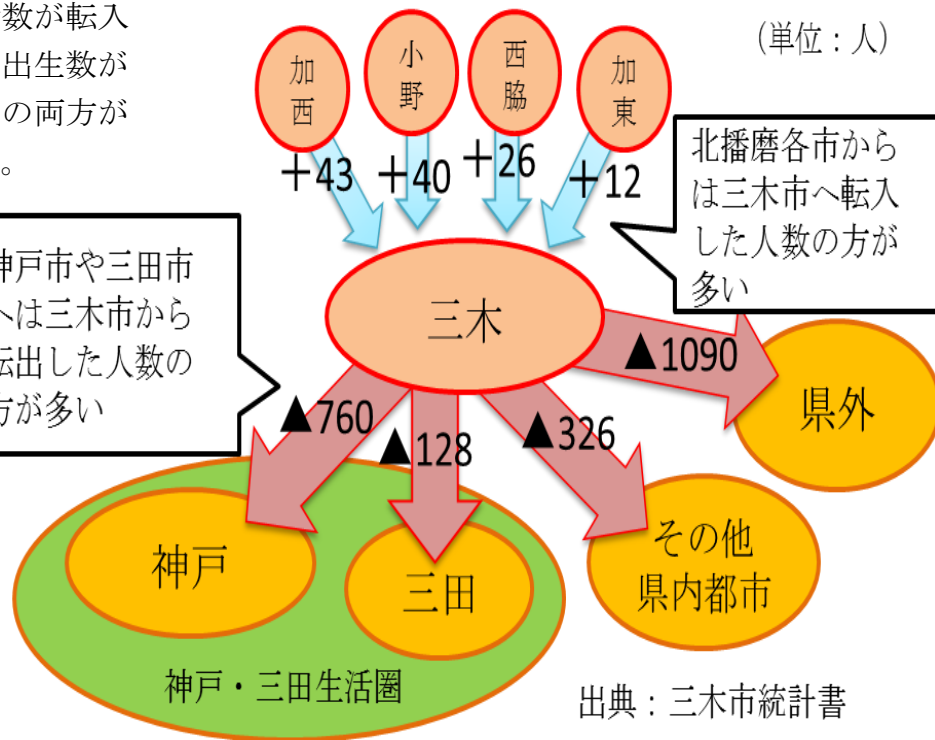 数が転入
出生数が
の両方が
。
(単位：人)
加西
小野
西脇
加東
＋43
＋40
＋26
＋12
北播磨各市から
は三木市へ転入
した人数の方が
多い
神戸市や三田市
へは三木市から
転出した人数の
方が多い
三木
▲1090
▲760
▲128
▲326
県外
神戸
三田
その他
県内都市
神戸・三田生活圏
出典：三木市統計書